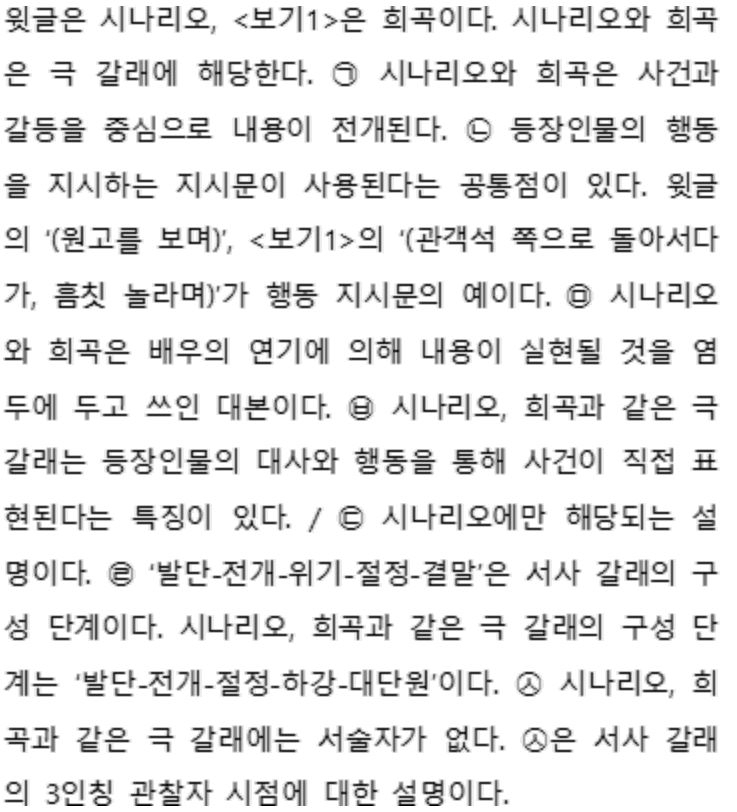 윗글은 시나리오, <보기1>은 희곡이다. 시나리오와 희곡
은 극 갈래에 해당한다. ㉠ 시나리오와 희곡은 사건과
갈등을 중심으로 내용이 전개된다. ㉡ 등장인물의 행동
을 지시하는 지시문이 사용된다는 공통점이 있다. 윗글
의 '(원고를 보며)', <보기1>의 '(관객석 쪽으로 돌아서다
가, 흠칫 놀라며)'가 행동 지시문의 예이다. ㉤ 시나리오
와 희곡은 배우의 연기에 의해 내용이 실현될 것을 염
두에 두고 쓰인 대본이다. ㉥ 시나리오, 희곡과 같은 극
갈래는 등장인물의 대사와 행동을 통해 사건이 직접 표
현된다는 특징이 있다. / ㉢ 시나리오에만 해당되는 설
명이다. ㉣ '발단-전개-위기-절정-결말'은 서사 갈래의 구
성 단계이다. 시나리오, 희곡과 같은 극 갈래의 구성 단
계는 '발단-전개-절정-하강-대단원'이다. ㉦ 시나리오, 희
곡과 같은 극 갈래에는 서술자가 없다. ㉦은 서사 갈래
의 3인칭 관찰자 시점에 대한 설명이다.